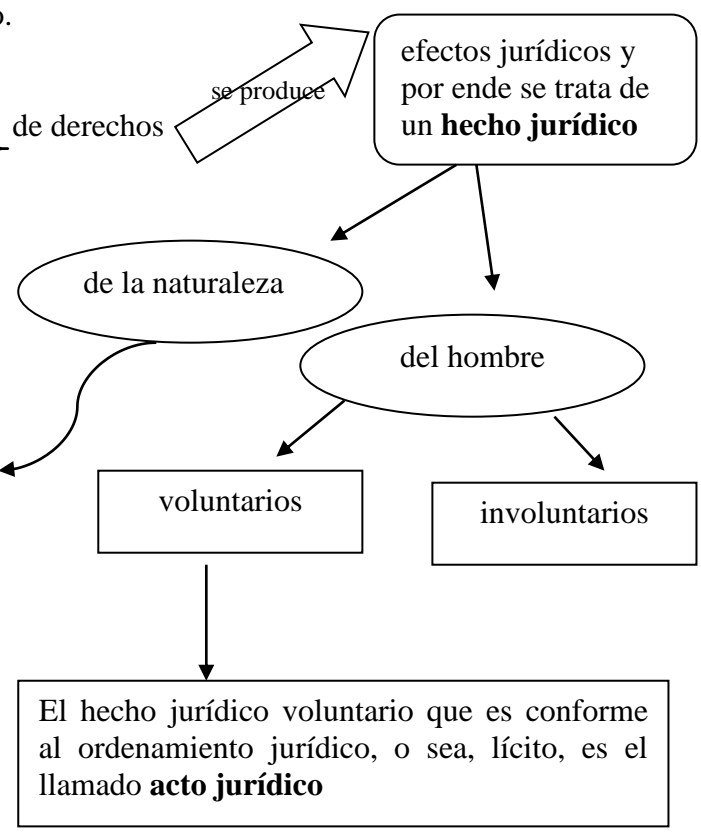 o.
efectos jurídicos y
por ende se trata de
un hecho jurídico
se produce
de derechos
de la naturaleza
del hombre
voluntarios
involuntarios
El hecho jurídico voluntario que es conforme
al ordenamiento jurídico, o sea, lícito, es el
llamado acto jurídico